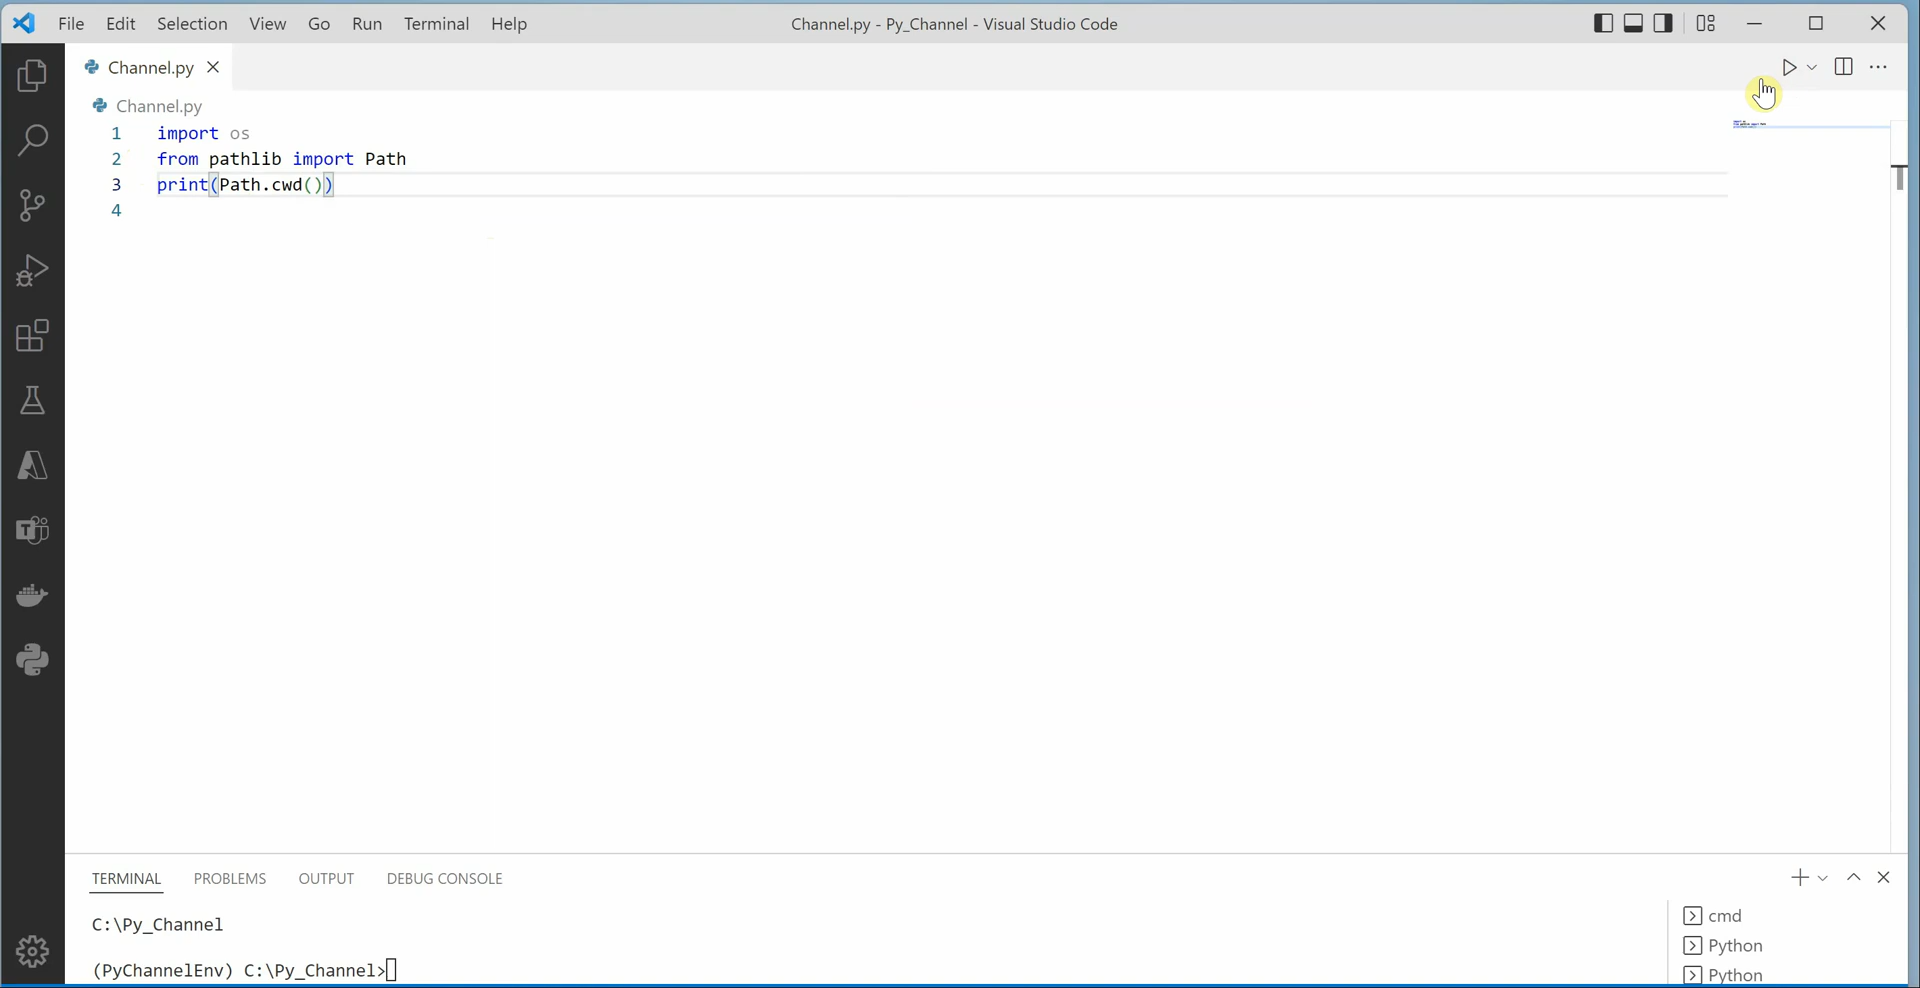 File Edit Selection View Go Run Terminal Help
Channel.py - Py_Channel - Visual Studio Code
Channel.py
Channel.py
1 import os
2 from pathlib import Path
3 print(Path.cwd())
4
TERMINAL PROBLEMS OUTPUT DEBUG CONSOLE
C:\Py_Channel
(PyChannelEnv) C:\Py_Channel>
cmd
Python
Python